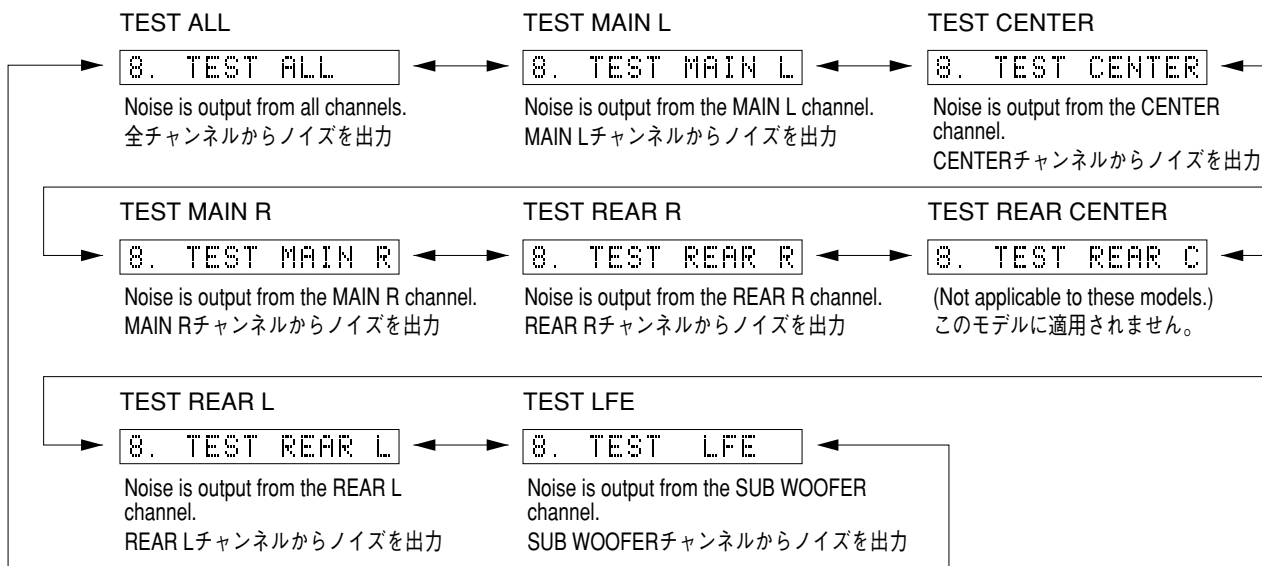 TEST ALL
8. TEST ALL
Noise is output from all channels.
全チャンネルからノイズを出力
TEST MAIN L
8. TEST MAIN L
Noise is output from the MAIN L channel.
MAIN Lチャンネルからノイズを出力
TEST CENTER
8. TEST CENTER
Noise is output from the CENTER
channel.
CENTERチャンネルからノイズを出力
TEST MAIN R
8. TEST MAIN R
Noise is output from the MAIN R channel.
MAIN Rチャンネルからノイズを出力
TEST REAR R
8. TEST REAR R
Noise is output from the REAR R channel.
REAR Rチャンネルからノイズを出力
TEST REAR CENTER
8. TEST REAR C
(Not applicable to these models.)
このモデルに適用されません。
TEST REAR L
8. TEST REAR L
Noise is output from the REAR L
channel.
REAR Lチャンネルからノイズを出力
TEST LFE
8. TEST LFE
Noise is output from the SUB WOOFER
channel.
SUB WOOFERチャンネルからノイズを出力